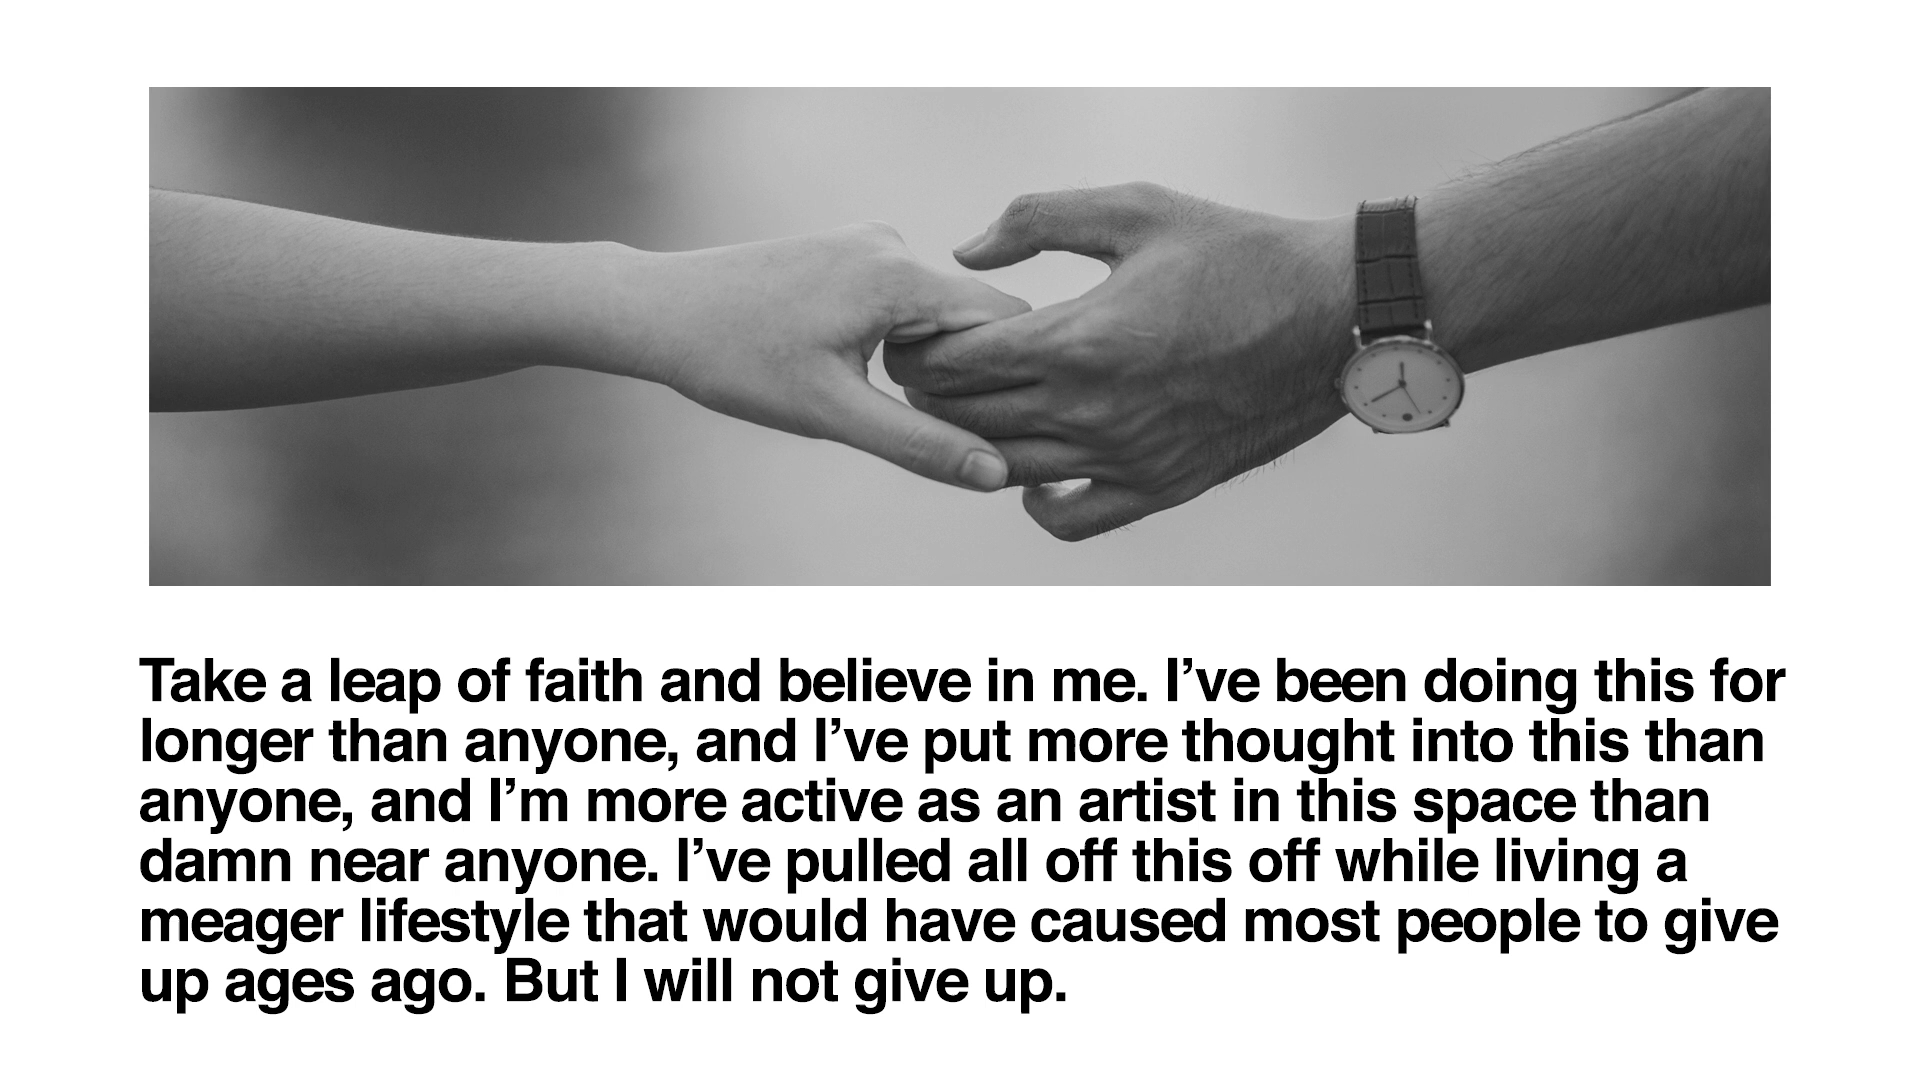 Take a leap of faith and believe in me. I’ve been doing this for
longer than anyone, and I’ve put more thought into this than
anyone, and I’m more active as an artist in this space than
damn near anyone. I’ve pulled all off this off while living a
meager lifestyle that would have caused most people to give
up ages ago. But I will not give up.